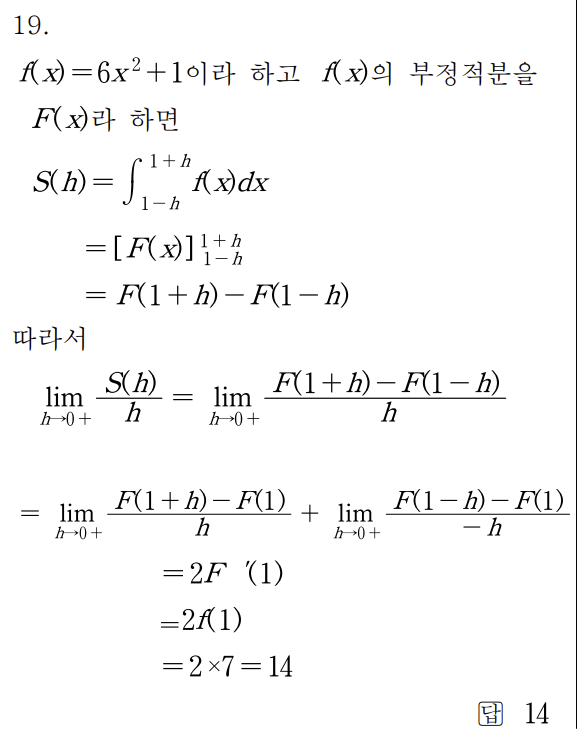 19.
f(x)=6x²+1이라 하고 f(x)의 부정적분을
F(x)라 하면
S(h)=∫_{1-h}^{1+h} f(x)dx
=[F(x)]_{1-h}^{1+h}
=F(1+h)-F(1-h)
따라서
lim_{h→0+} S(h)/h = lim_{h→0+} (F(1+h)-F(1-h))/h
= lim_{h→0+} (F(1+h)-F(1))/h + lim_{h→0+} (F(1-h)-F(1))/(-h)
=2F ′(1)
=2f(1)
=2×7=14
답 14